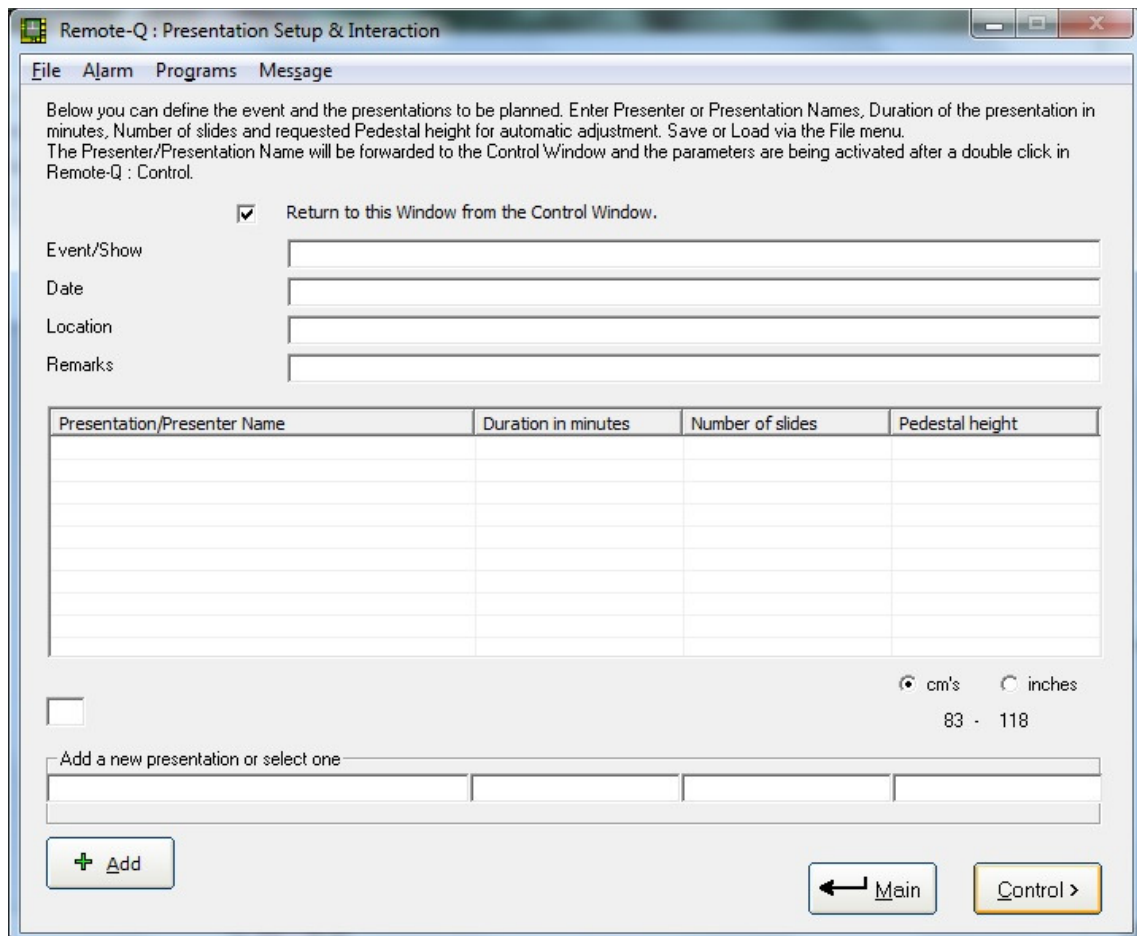 Remote-Q : Presentation Setup & Interaction
File Alarm Programs Message
Below you can define the event and the presentations to be planned. Enter Presenter or Presentation Names, Duration of the presentation in
minutes, Number of slides and requested Pedestal height for automatic adjustment. Save or Load via the File menu.
The Presenter/Presentation Name will be forwarded to the Control Window and the parameters are being activated after a double click in
Remote-Q : Control.
Return to this Window from the Control Window.
Event/Show
Date
Location
Remarks
Presentation/Presenter Name Duration in minutes Number of slides Pedestal height
cm's inches
83 - 118
Add a new presentation or select one
Add
Main Control >